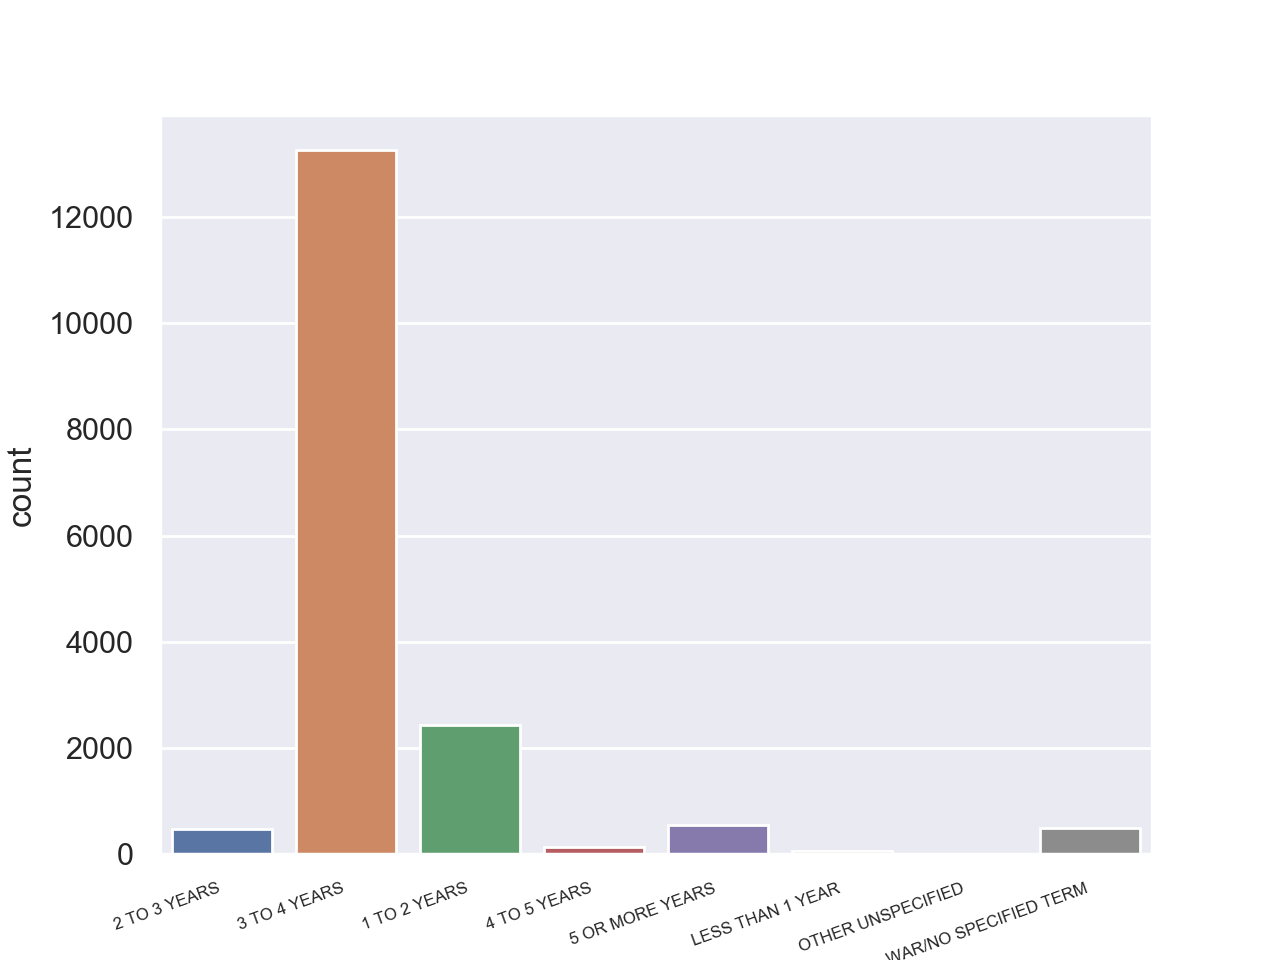 12000
10000
8000
6000
4000
2000
0
count
2 TO 3 YEARS
3 TO 4 YEARS
1 TO 2 YEARS
4 TO 5 YEARS
5 OR MORE YEARS
LESS THAN 1 YEAR
OTHER UNSPECIFIED
WAR/NO SPECIFIED TERM